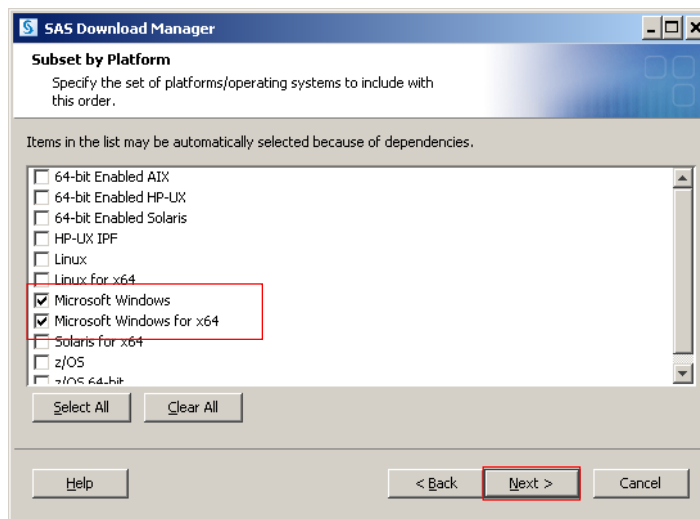 SAS Download Manager
Subset by Platform
Specify the set of platforms/operating systems to include with
this order.
Items in the list may be automatically selected because of dependencies.
64-bit Enabled AIX
64-bit Enabled HP-UX
64-bit Enabled Solaris
HP-UX IPF
Linux
Linux for x64
Microsoft Windows
Microsoft Windows for x64
Solaris for x64
z/OS
z/OS 64-bit
Select All Clear All
Help < Back Next > Cancel